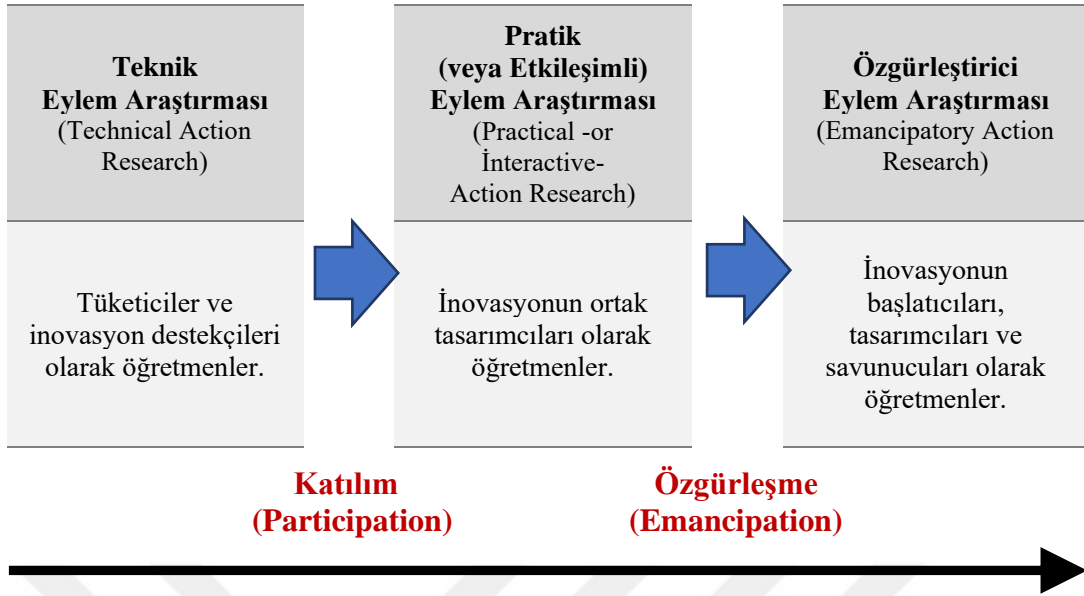 Teknik
Eylem Araştırması
(Technical Action
Research)
Pratik
(veya Etkileşimli)
Eylem Araştırması
(Practical -or
İnteractive-
Action Research)
Özgürleştirici
Eylem Araştırması
(Emancipatory Action
Research)
Tüketiciler ve
inovasyon destekçileri
olarak öğretmenler.
İnovasyonun ortak
tasarımcıları olarak
öğretmenler.
İnovasyonun
başlatıcıları,
tasarımcıları ve
savunucuları olarak
öğretmenler.
Katılım
(Participation)
Özgürleşme
(Emancipation)